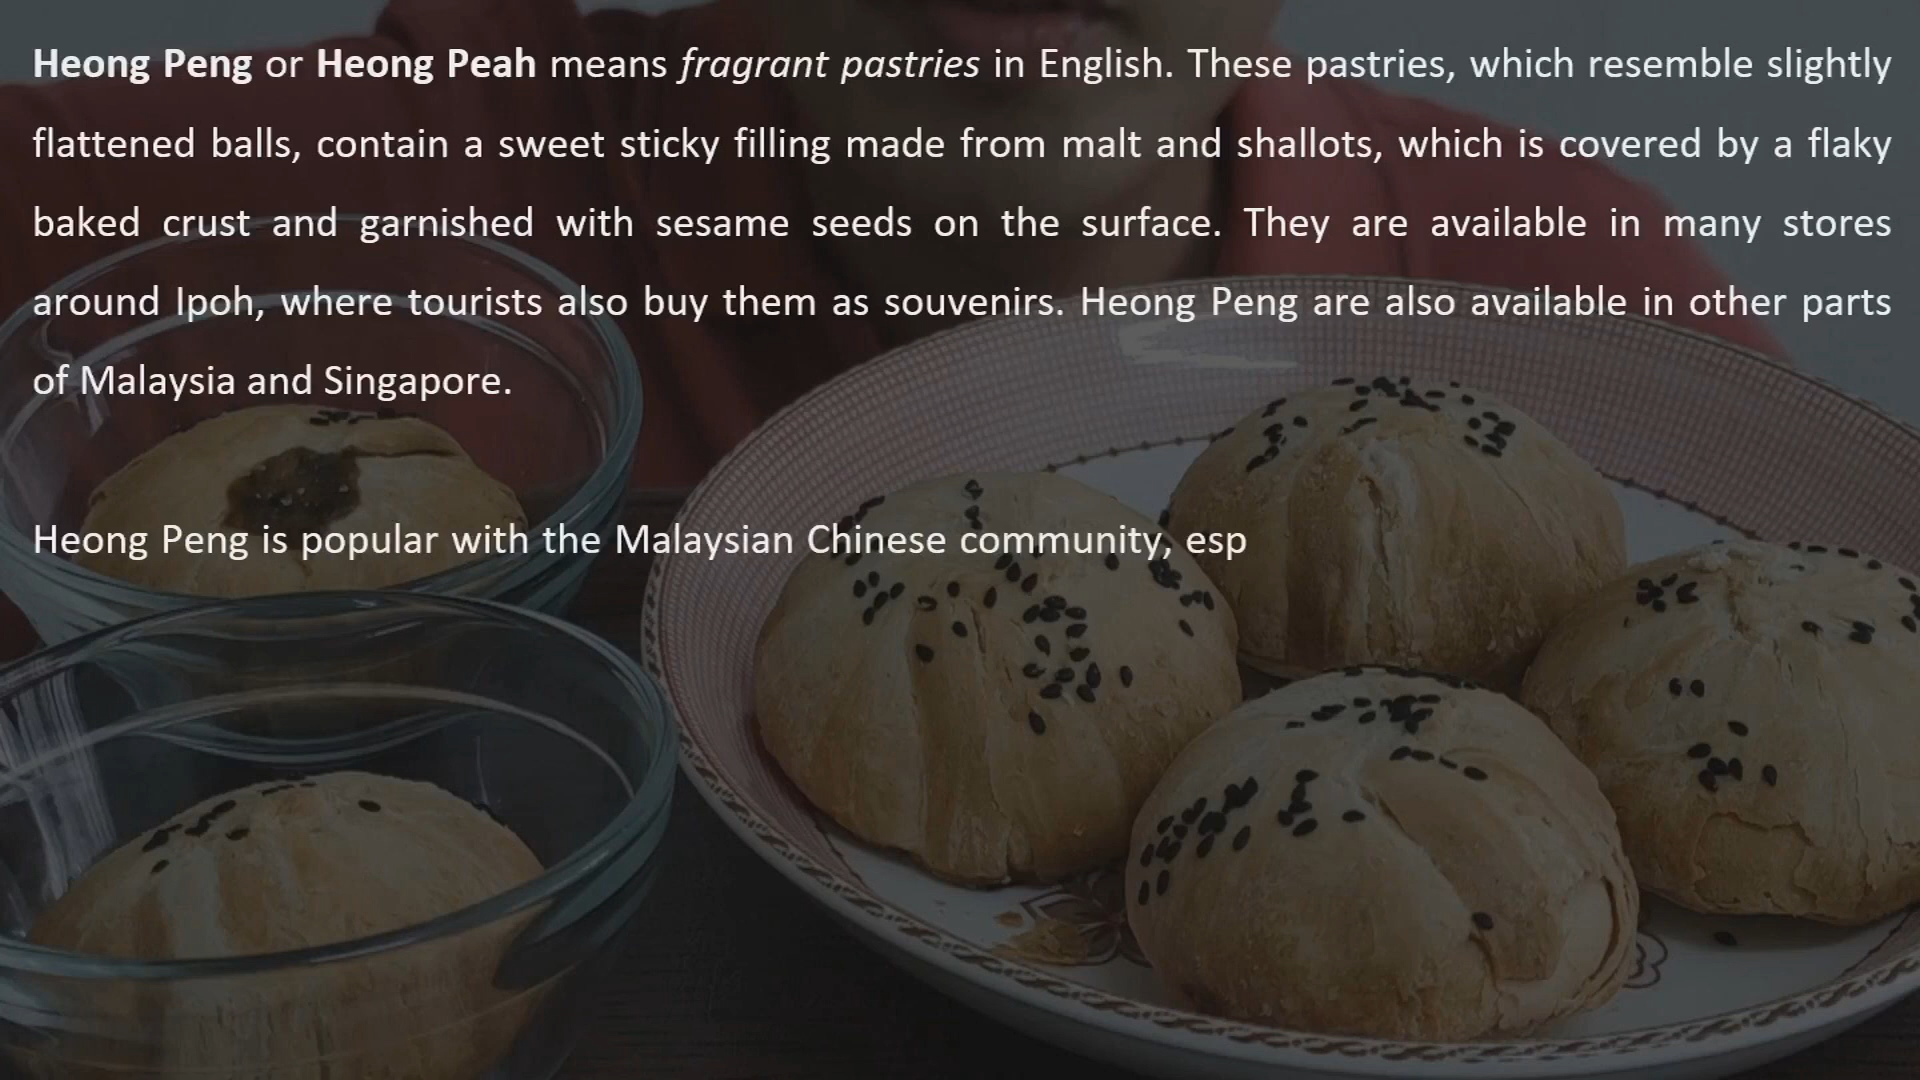 Heong Peng or Heong Peah means fragrant pastries in English. These pastries, which resemble slightly
flattened balls, contain a sweet sticky filling made from malt and shallots, which is covered by a flaky
baked crust and garnished with sesame seeds on the surface. They are available in many stores
around Ipoh, where tourists also buy them as souvenirs. Heong Peng are also available in other parts
of Malaysia and Singapore.
Heong Peng is popular with the Malaysian Chinese community, esp